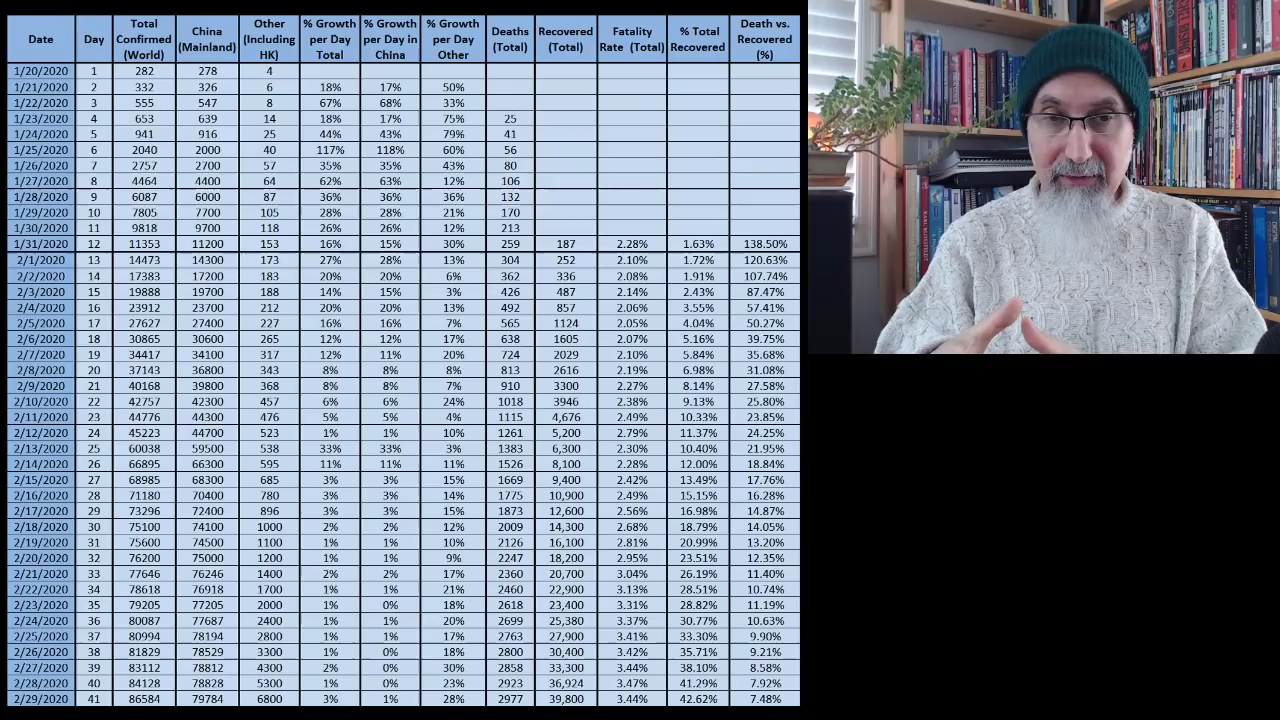 Date Day Total Confirmed (World) China (Mainland) Other (Including HK) % Growth per Day Total % Growth per Day in China % Growth per Day Other Deaths (Total) Recovered (Total) Fatality Rate (Total) % Total Recovered Death vs. Recovered (%)
1/20/2020 1 282 278 4
1/21/2020 2 332 326 6 18% 17% 50%
1/22/2020 3 555 547 8 67% 68% 33%
1/23/2020 4 653 639 14 18% 17% 75% 25
1/24/2020 5 941 916 25 44% 43% 79% 41
1/25/2020 6 2040 2000 40 117% 118% 60% 56
1/26/2020 7 2757 2700 57 35% 35% 43% 80
1/27/2020 8 4464 4400 64 62% 63% 12% 106
1/28/2020 9 6087 6000 87 36% 36% 36% 132
1/29/2020 10 7805 7700 105 28% 28% 21% 170
1/30/2020 11 9818 9700 118 26% 26% 12% 213
1/31/2020 12 11353 11200 153 16% 15% 30% 259 187 2.28% 1.63% 138.50%
2/1/2020 13 14473 14300 173 27% 28% 13% 304 252 2.10% 1.72% 120.63%
2/2/2020 14 17383 17200 183 20% 20% 6% 362 336 2.08% 1.91% 107.74%
2/3/2020 15 19888 19700 188 14% 15% 3% 426 487 2.14% 2.43% 87.47%
2/4/2020 16 23912 23700 212 20% 20% 13% 492 857 2.06% 3.55% 57.41%
2/5/2020 17 27627 27400 227 16% 16% 7% 565 1124 2.05% 4.04% 50.27%
2/6/2020 18 30865 30600 265 12% 12% 17% 638 1605 2.07% 5.16% 39.75%
2/7/2020 19 34417 34100 317 12% 11% 20% 724 2029 2.10% 5.84% 35.68%
2/8/2020 20 37143 36800 343 8% 8% 8% 813 2616 2.19% 6.98% 31.08%
2/9/2020 21 40168 39800 368 8% 8% 7% 910 3300 2.27% 8.14% 27.58%
2/10/2020 22 42757 42300 457 6% 6% 24% 1018 3946 2.38% 9.13% 25.80%
2/11/2020 23 44776 44300 476 5% 5% 4% 1115 4,676 2.49% 10.33% 23.85%
2/12/2020 24 45223 44700 523 1% 1% 10% 1261 5,200 2.79% 11.37% 24.25%
2/13/2020 25 60038 59500 538 33% 33% 3% 1383 6,300 2.30% 10.40% 21.95%
2/14/2020 26 66895 66300 595 11% 11% 11% 1526 8,100 2.28% 12.00% 18.84%
2/15/2020 27 68985 68300 685 3% 3% 15% 1669 9,400 2.42% 13.49% 17.76%
2/16/2020 28 71180 70400 780 3% 3% 14% 1775 10,900 2.49% 15.15% 16.28%
2/17/2020 29 73296 72400 896 3% 3% 15% 1873 12,600 2.56% 16.98% 14.87%
2/18/2020 30 75100 74100 1000 2% 2% 12% 2009 14,300 2.68% 18.79% 14.05%
2/19/2020 31 75600 74500 1100 1% 1% 10% 2126 16,100 2.81% 20.99% 13.20%
2/20/2020 32 76200 75000 1200 1% 1% 9% 2247 18,200 2.95% 23.51% 12.35%
2/21/2020 33 77646 76246 1400 2% 2% 17% 2360 20,700 3.04% 26.19% 11.40%
2/22/2020 34 78618 76918 1700 1% 1% 21% 2460 22,900 3.13% 28.51% 10.74%
2/23/2020 35 79205 77205 2000 1% 0% 18% 2618 23,400 3.31% 28.82% 11.19%
2/24/2020 36 80087 77687 2400 1% 1% 20% 2699 25,380 3.37% 30.77% 10.63%
2/25/2020 37 80994 78194 2800 1% 1% 17% 2763 27,900 3.41% 33.30% 9.90%
2/26/2020 38 81829 78529 3300 1% 0% 18% 2800 30,400 3.42% 35.71% 9.21%
2/27/2020 39 83112 78812 4300 2% 0% 30% 2858 33,300 3.44% 38.10% 8.58%
2/28/2020 40 84128 78828 5300 1% 0% 23% 2923 36,924 3.47% 41.29% 7.92%
2/29/2020 41 86584 79784 6800 3% 1% 28% 2977 39,800 3.44% 42.62% 7.48%